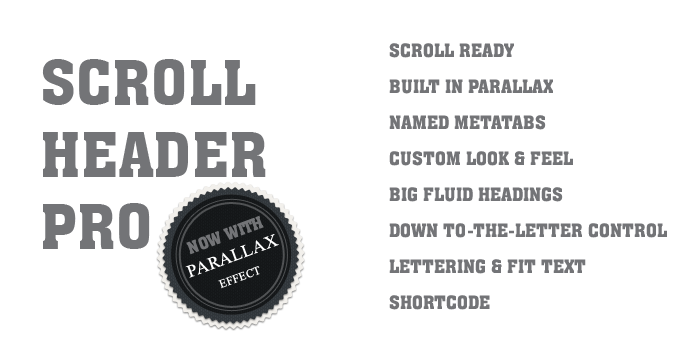 SCROLL
HEADER
PRO
NOW WITH
PARALLAX
EFFECT
SCROLL READY
BUILT IN PARALLAX
NAMED METATABS
CUSTOM LOOK & FEEL
BIG FLUID HEADINGS
DOWN TO-THE-LETTER CONTROL
LETTERING & FIT TEXT
SHORTCODE